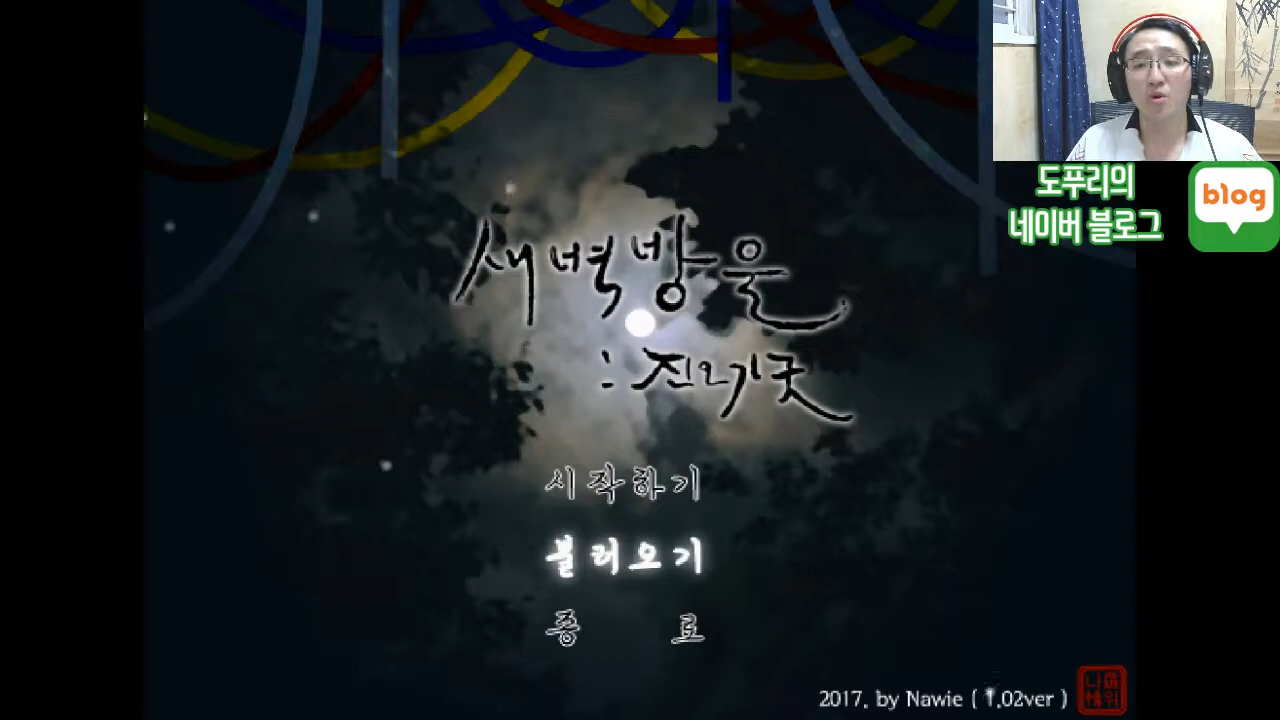 도푸리의
네이버 블로그
blog
새벽방울
: 진오기굿
시작하기
불러오기
종 료
2017. by Nawie ( 1.02ver )